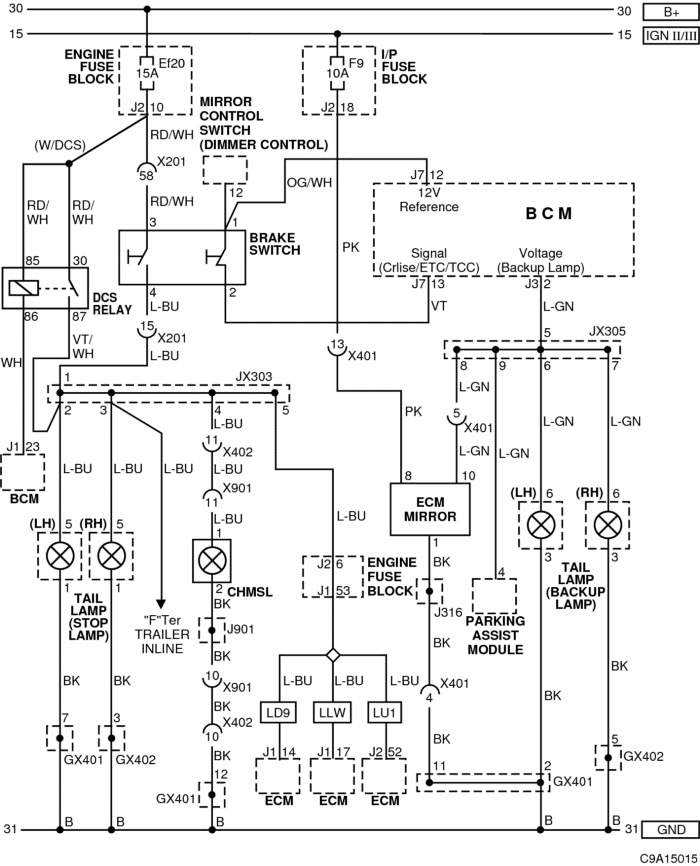 30
30
B+
15
15
IGN II/III
ENGINE
FUSE
BLOCK
Ef20
15A
J2 10
F9
10A
J2 18
I/P
FUSE
BLOCK
MIRROR
CONTROL
SWITCH
(DIMMER CONTROL)
12
(W/DCS)
RD/WH
X201
58
RD/WH
OG/WH
J7 12
12V
Reference
BCM
RD/
WH
RD/
WH
3
1
BRAKE
SWITCH
PK
Signal
(Crlise/ETC/TCC)
Voltage
(Backup Lamp)
85
30
DCS
RELAY
86
87
4
2
J7 13
J3 2
L-BU
VT
L-GN
15
X201
VT/
WH
L-BU
WH
13
X401
5
JX305
8
9
6
7
1
JX303
2
3
4
5
L-GN
PK
5
X401
L-GN
L-GN
L-GN
L-GN
L-BU
11
X402
L-BU
X901
11
L-BU
J1 23
BCM
L-BU
L-BU
L-BU
L-BU
8
10
ECM
MIRROR
1
(LH)
5
(RH)
5
1
1
1
CHMSL
2
TAIL
LAMP
(STOP
LAMP)
"F"Ter
TRAILER
INLINE
BK
J901
BK
J2 6
J1 53
ENGINE
FUSE
BLOCK
BK
J316
BK
4
PARKING
ASSIST
MODULE
(LH)
6
(RH)
6
3
3
TAIL
LAMP
(BACKUP
LAMP)
BK
BK
10
X901
BK
X402
10
BK
L-BU
L-BU
L-BU
LD9
LLW
LU1
X401
4
BK
BK
BK
7
GX401
3
GX402
J1 14
ECM
J1 17
ECM
J2 52
ECM
12
GX401
11
2
GX401
5
GX402
31
B
B
B
B
B
31
GND
C9A15015